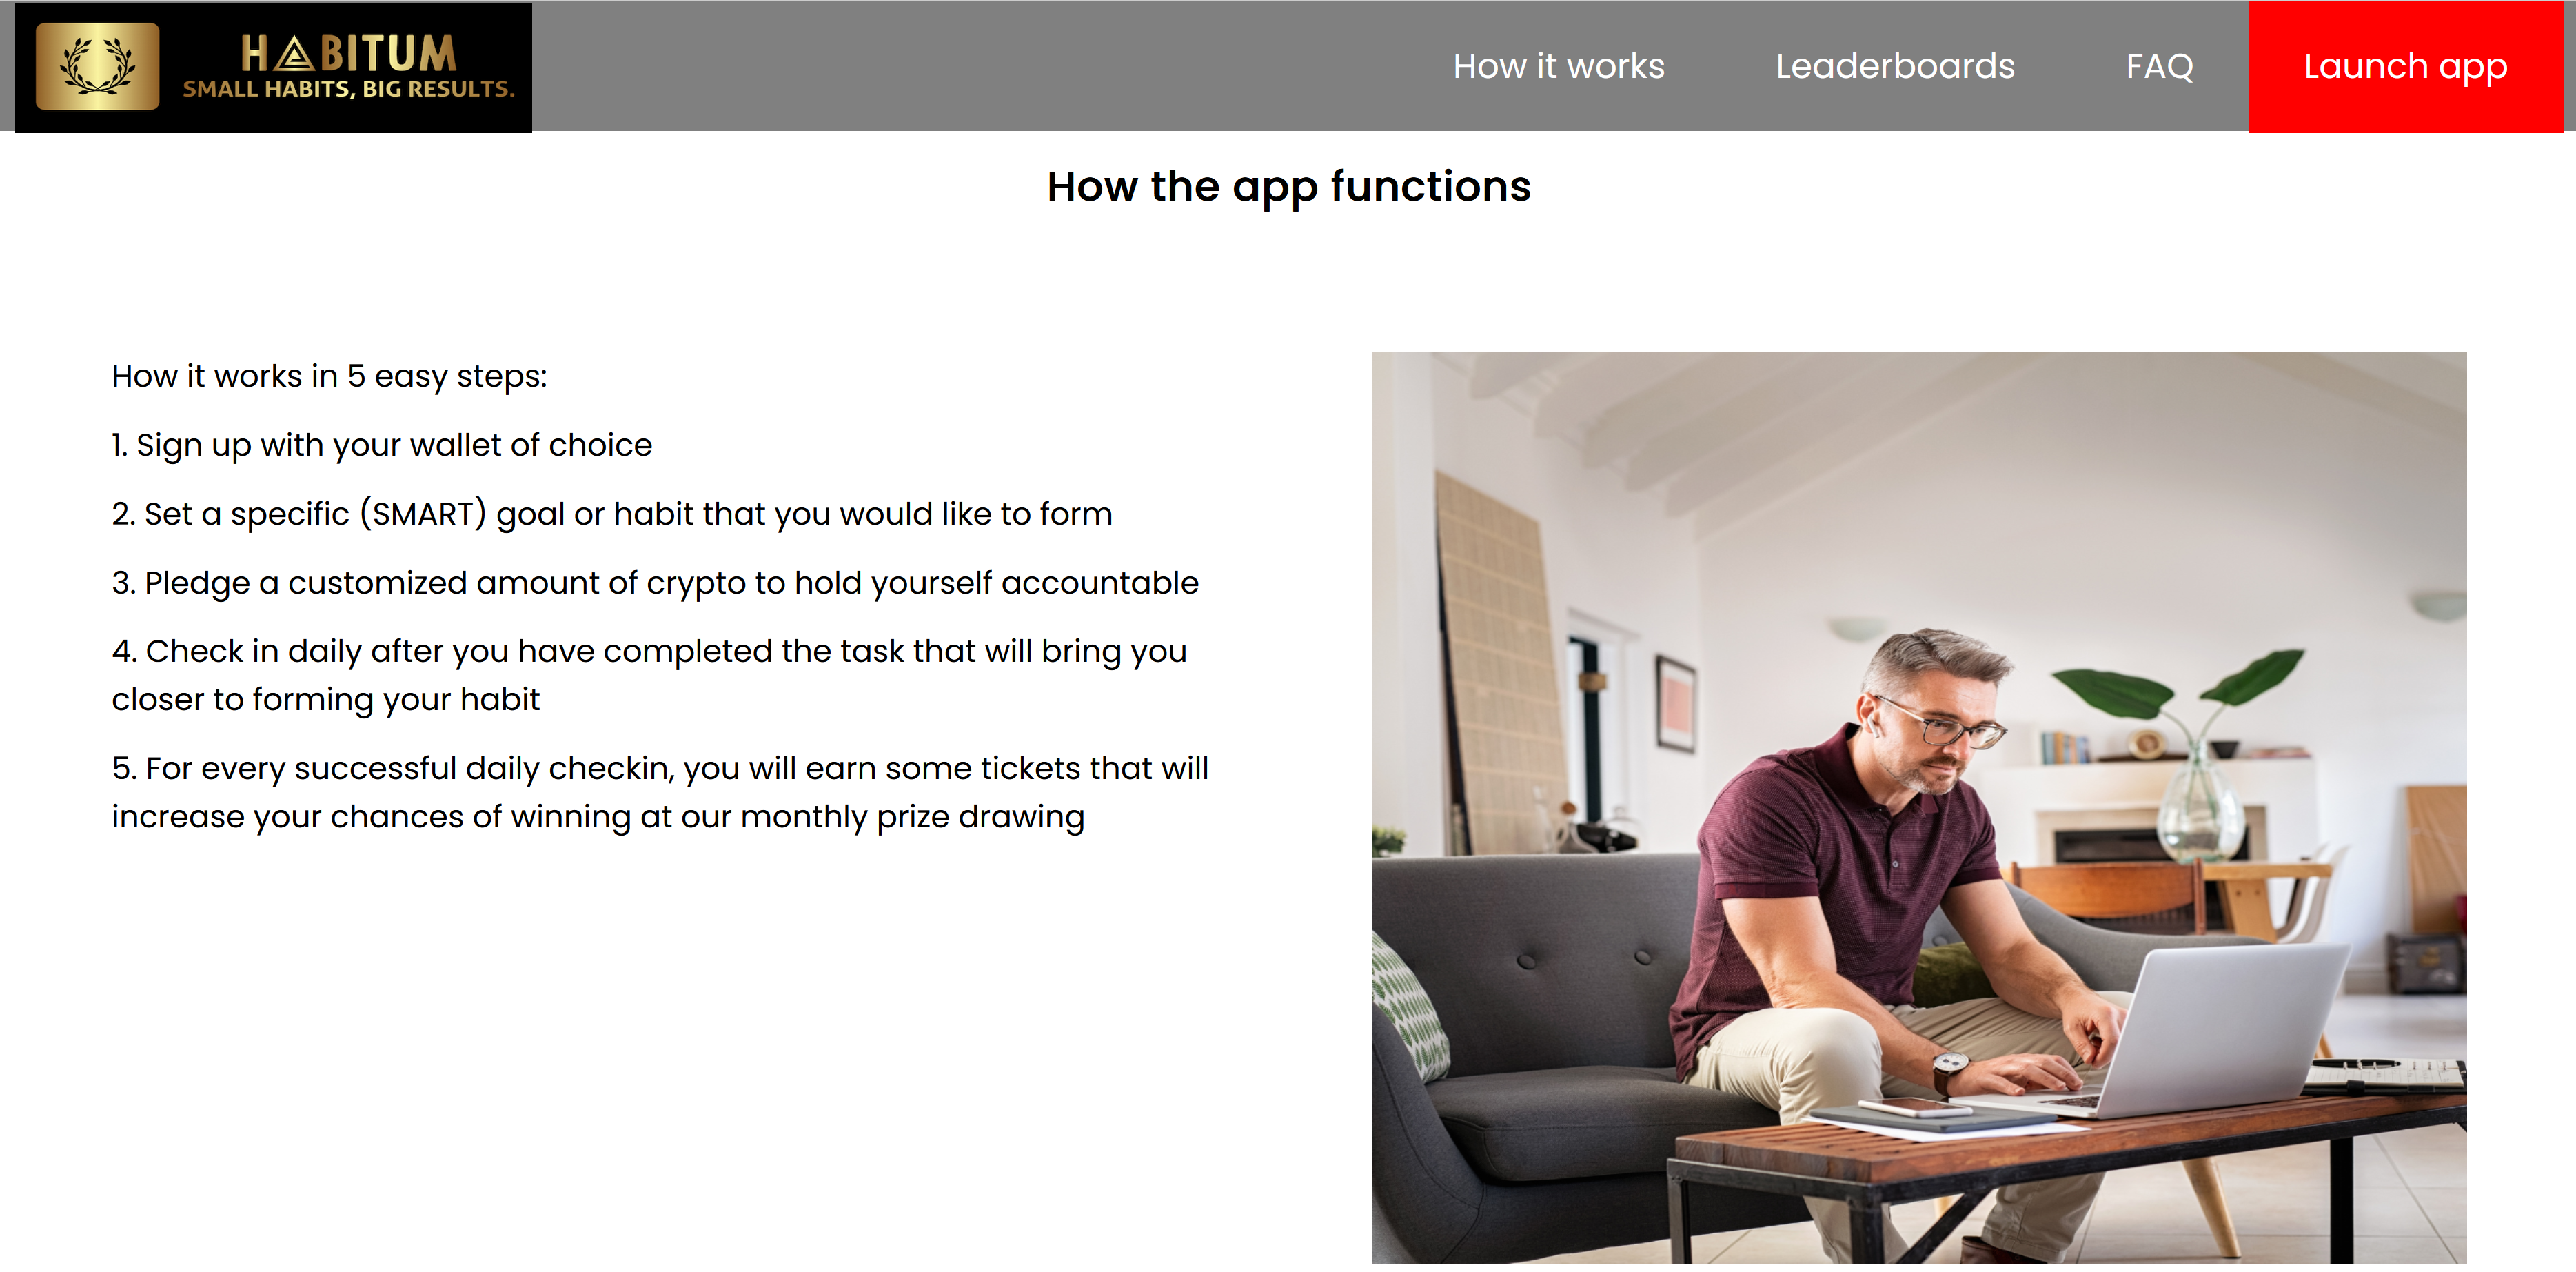 HABITUM
SMALL HABITS, BIG RESULTS.
How it works
Leaderboards
FAQ
Launch app
How the app functions
How it works in 5 easy steps:
1. Sign up with your wallet of choice
2. Set a specific (SMART) goal or habit that you would like to form
3. Pledge a customized amount of crypto to hold yourself accountable
4. Check in daily after you have completed the task that will bring you
closer to forming your habit
5. For every successful daily checkin, you will earn some tickets that will
increase your chances of winning at our monthly prize drawing